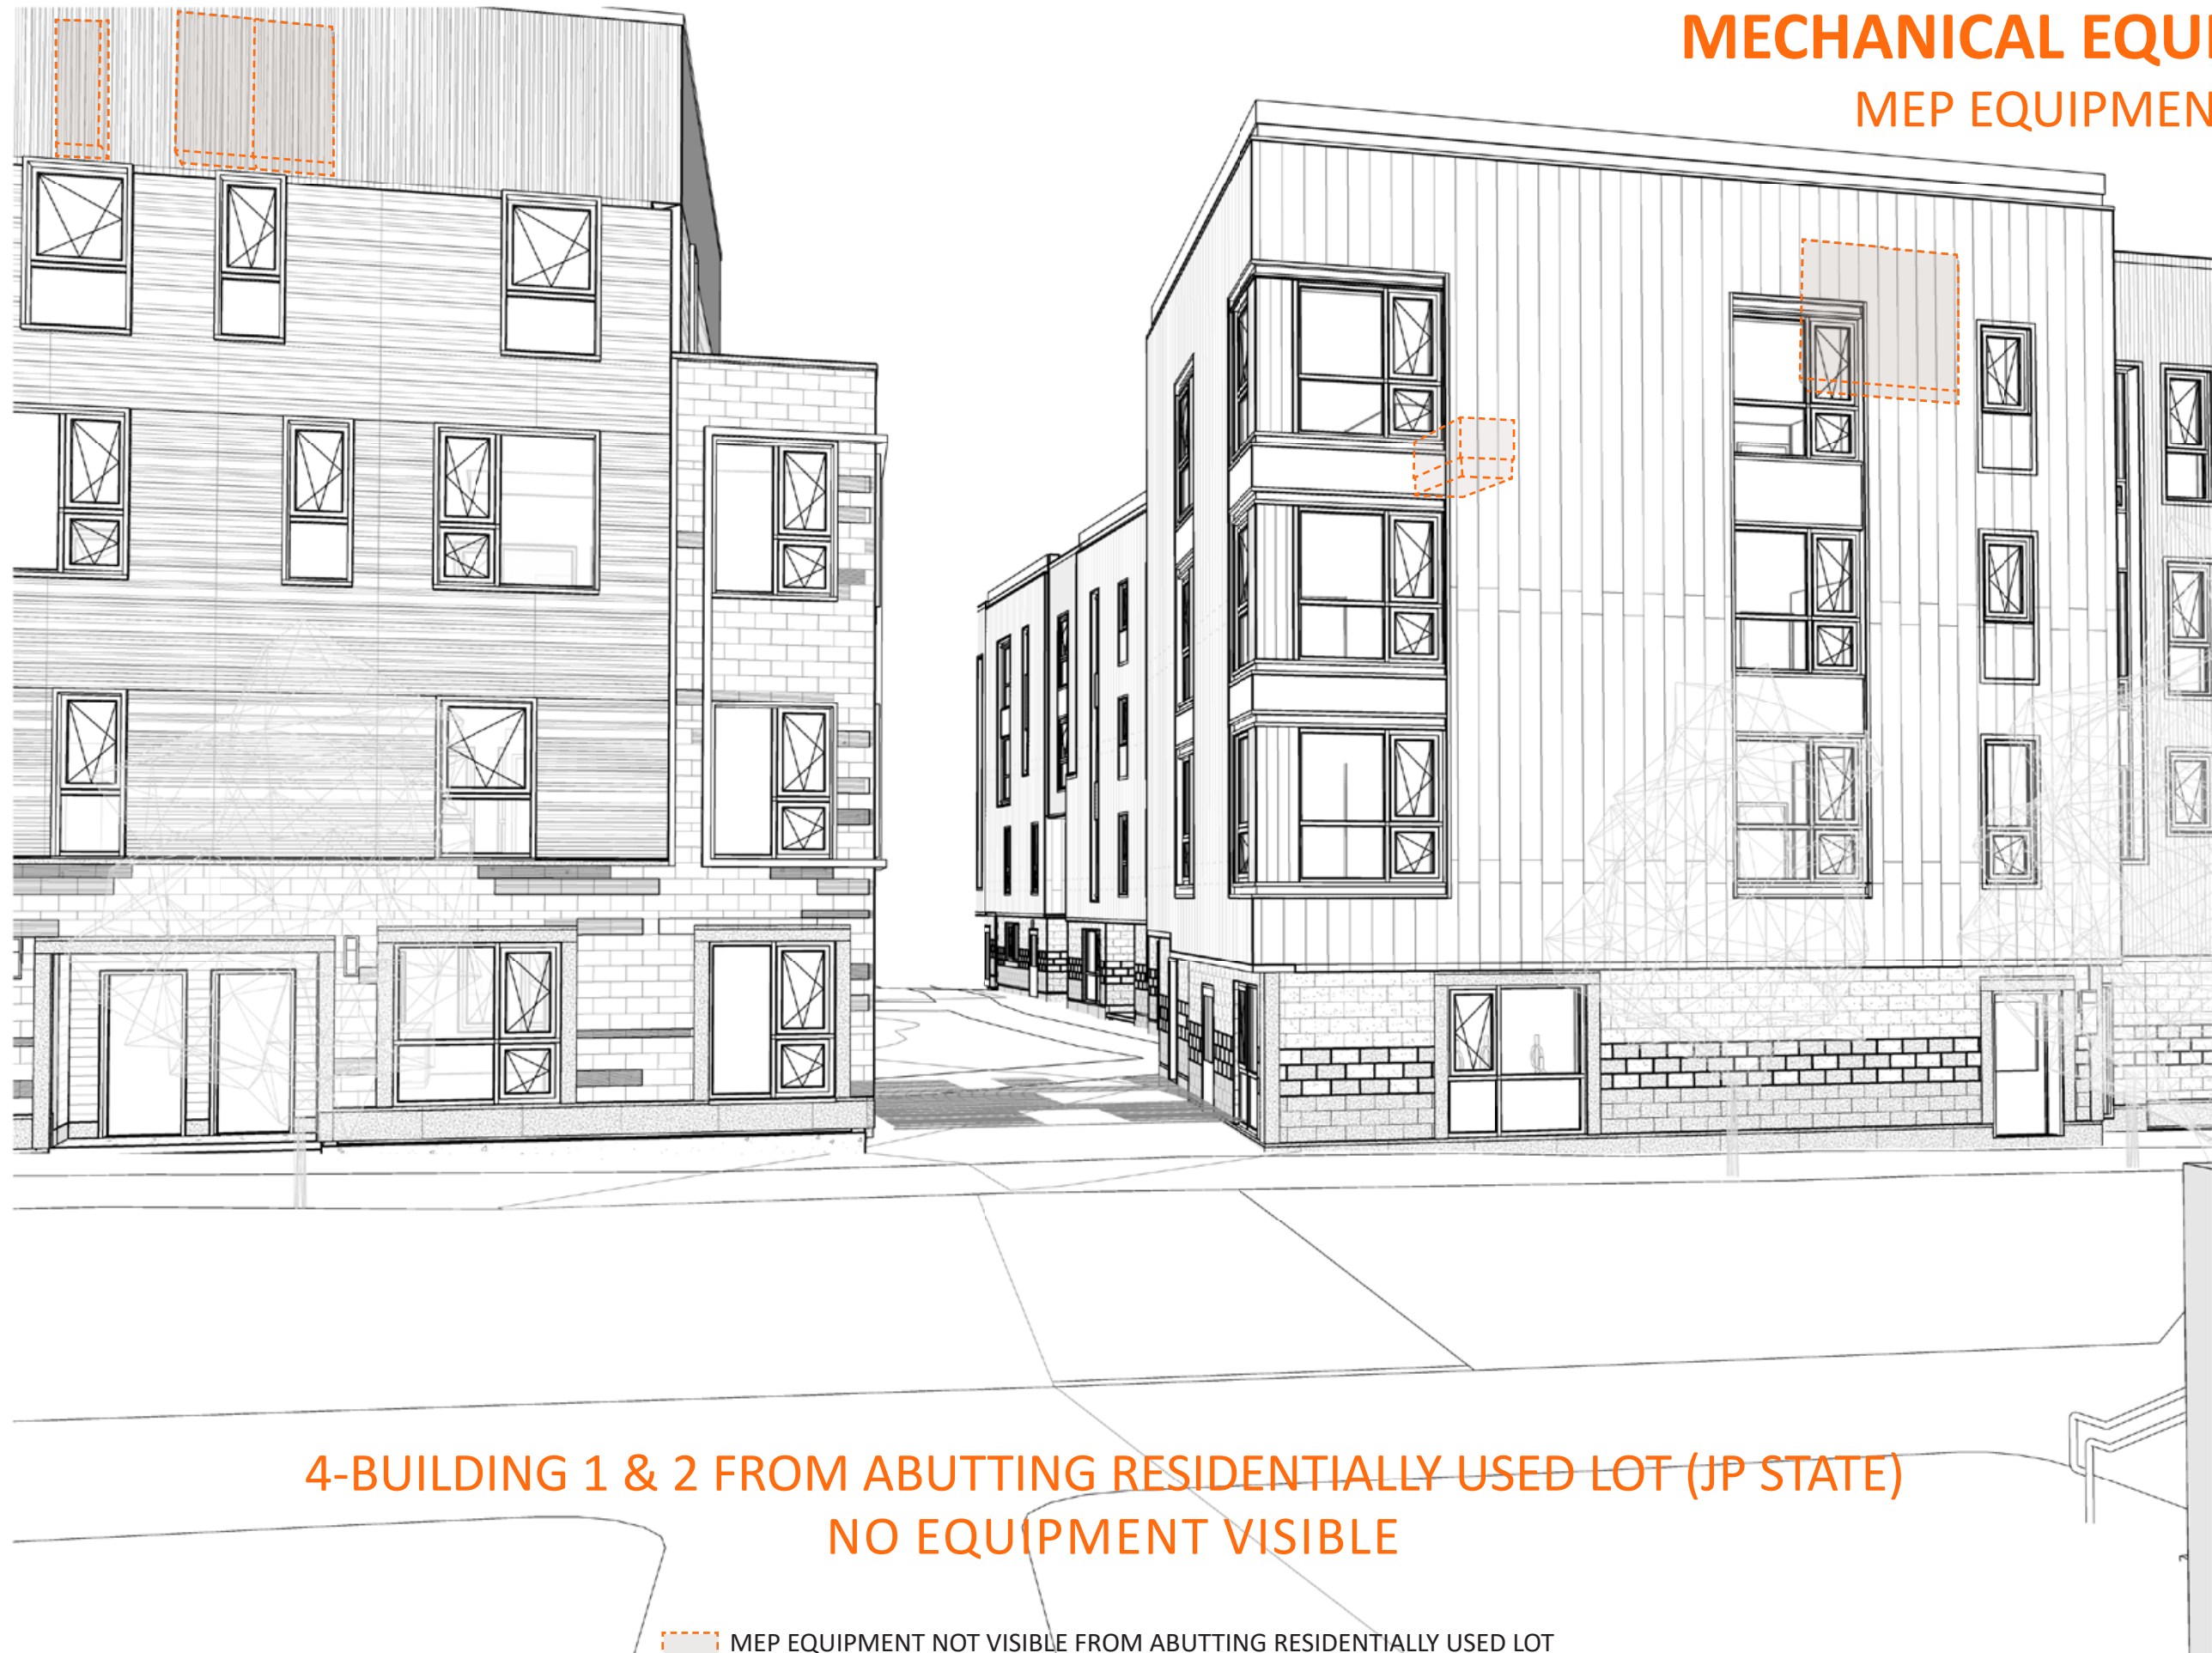 MECHANICAL EQUI
MEP EQUIPMEN
4-BUILDING 1 & 2 FROM ABUTTING RESIDENTIALLY USED LOT (JP STATE)
NO EQUIPMENT VISIBLE
MEP EQUIPMENT NOT VISIBLE FROM ABUTTING RESIDENTIALLY USED LOT